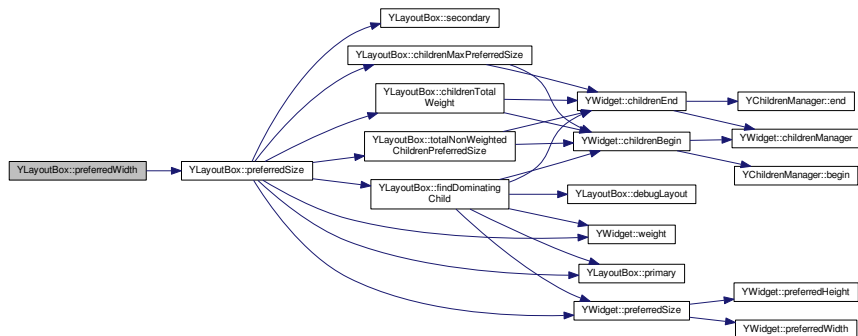 YLayoutBox::secondary
YLayoutBox::childrenMaxPreferredSize
YLayoutBox::childrenTotal
Weight
YWidget::childrenEnd
YChildrenManager::end
YLayoutBox::totalNonWeighted
ChildrenPreferredSize
YWidget::childrenBegin
YWidget::childrenManager
YLayoutBox::preferredWidth
YLayoutBox::preferredSize
YChildrenManager::begin
YLayoutBox::findDominating
Child
YLayoutBox::debugLayout
YWidget::weight
YLayoutBox::primary
YWidget::preferredSize
YWidget::preferredHeight
YWidget::preferredWidth